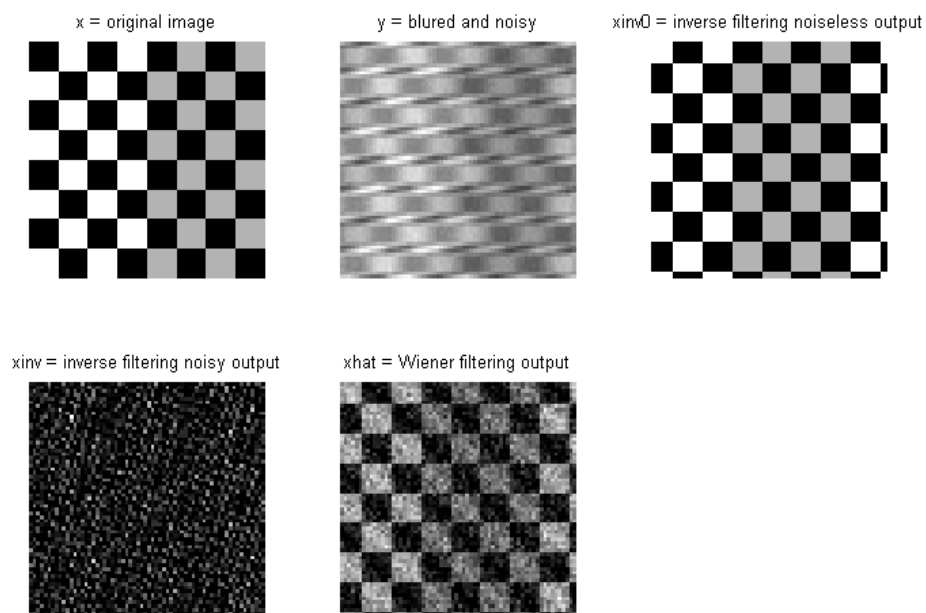 x = original image
y = blured and noisy
xinv0 = inverse filtering noiseless output
xinv = inverse filtering noisy output
xhat = Wiener filtering output